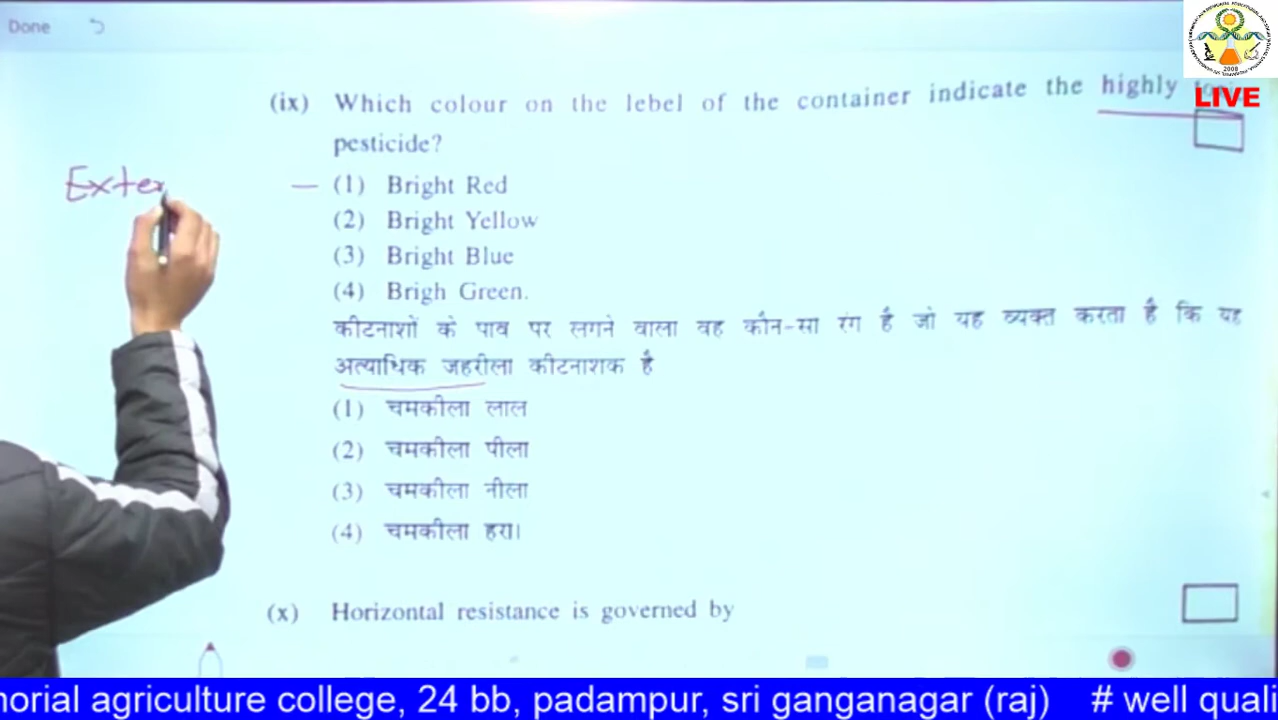 Done
(ix) Which colour on the lebel of the container indicate the highly
LIVE
pesticide?
Exter
(1) Bright Red
(2) Bright Yellow
(3) Bright Blue
(4) Brigh Green.
कीटनाशों के पाव पर लगने वाला वह कौन-सा रंग है जो यह व्यक्त करता है कि यह
अत्याधिक जहरीला कीटनाशक है
(1) चमकीला लाल
(2) चमकीला पीला
(3) चमकीला नीला
(4) चमकीला हरा।
(x) Horizontal resistance is governed by
norial agriculture college, 24 bb, padampur, sri ganganagar (raj) # well quali